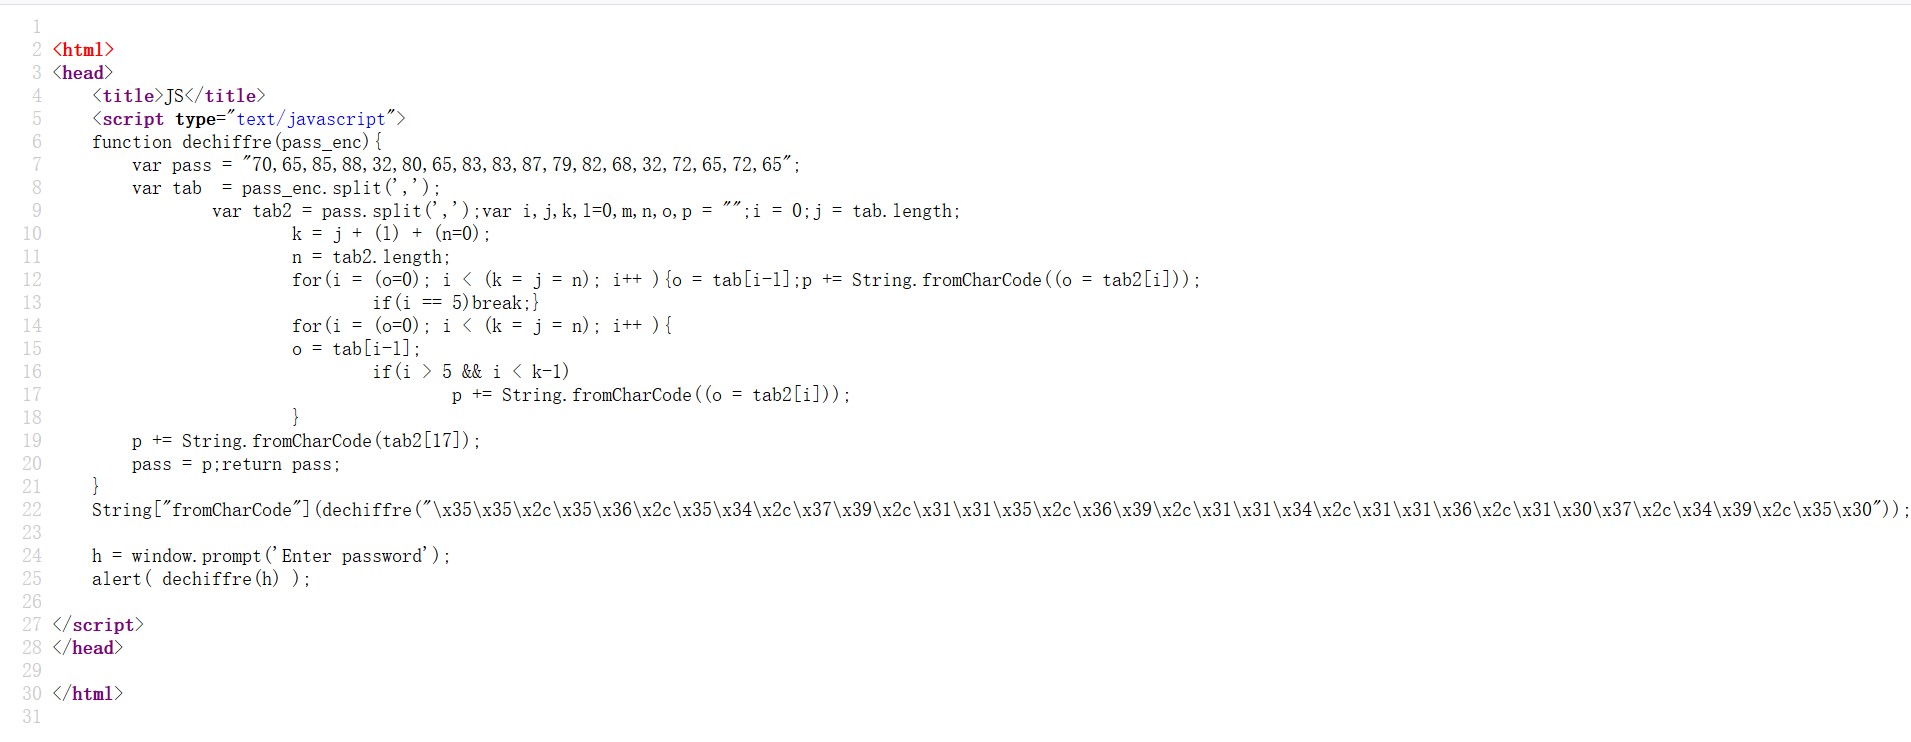 1
2 <html>
3 <head>
4 <title>JS</title>
5 <script type="text/javascript">
6 function dechiffre(pass_enc){
7 var pass = "70,65,85,88,32,80,65,83,83,87,79,82,68,32,72,65,72,65";
8 var tab  = pass_enc.split(',');
9 var tab2 = pass.split(',');var i,j,k,l=0,m,n,o,p = "";i = 0;j = tab.length;
10 k = j + (l) + (n=0);
11 n = tab2.length;
12 for(i = (o=0); i < (k = j = n); i++ ){o = tab[i-l];p += String.fromCharCode((o = tab2[i]));
13 if(i == 5)break;}
14 for(i = (o=0); i < (k = j = n); i++ ){
15 o = tab[i-l];
16 if(i > 5 && i < k-1)
17 p += String.fromCharCode((o = tab2[i]));
18 }
19 p += String.fromCharCode(tab2[17]);
20 pass = p;return pass;
21 }
22 String["fromCharCode"](dechiffre("\x35\x35\x2c\x35\x36\x2c\x35\x34\x2c\x37\x39\x2c\x31\x31\x35\x2c\x36\x39\x2c\x31\x31\x34\x2c\x31\x31\x36\x2c\x31\x30\x37\x2c\x34\x39\x2c\x35\x30"));
23
24 h = window.prompt('Enter password');
25 alert( dechiffre(h) );
26
27 </script>
28 </head>
29
30 </html>
31